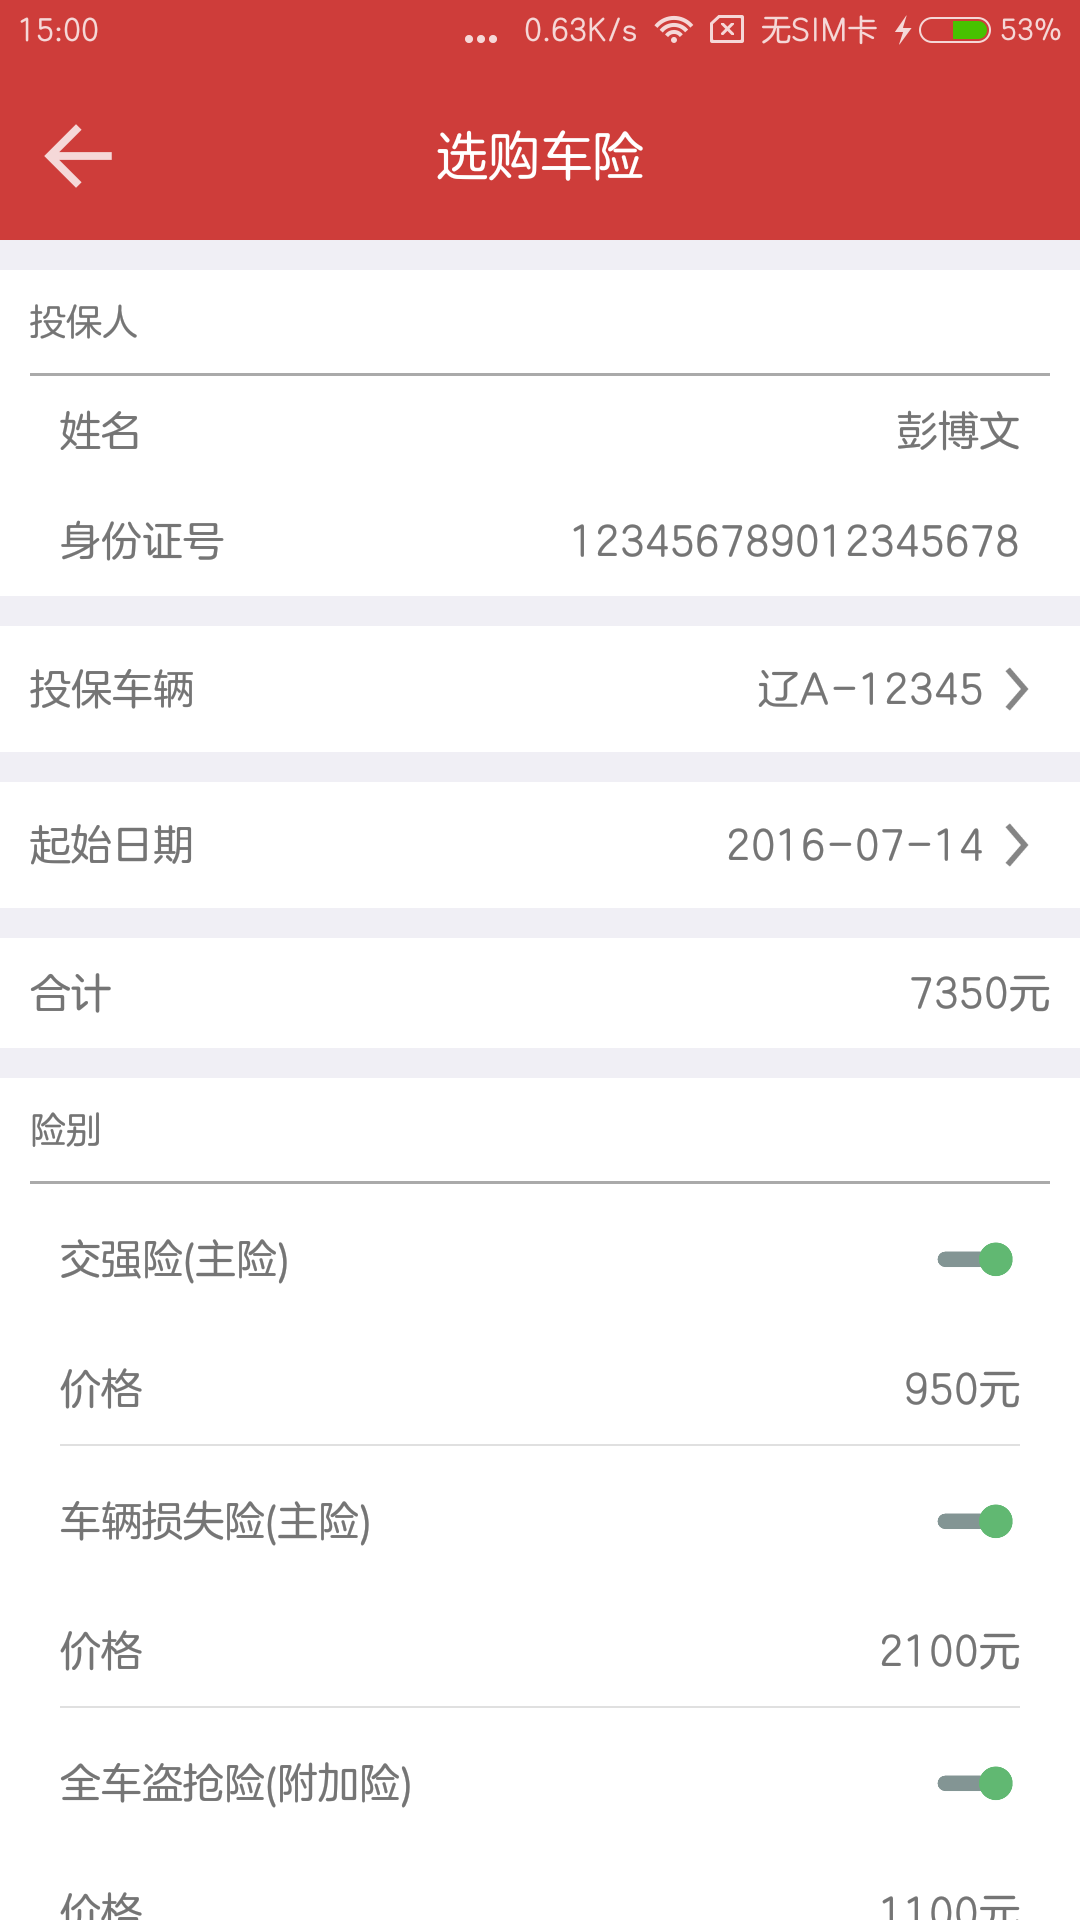 15:00 ... 0.63K/s 无SIM卡 53%
选购车险
投保人
姓名 彭博文
身份证号 123456789012345678
投保车辆 辽A-12345
起始日期 2016-07-14
合计 7350元
险别
交强险(主险)
价格 950元
车辆损失险(主险)
价格 2100元
全车盗抢险(附加险)
价格 1100元